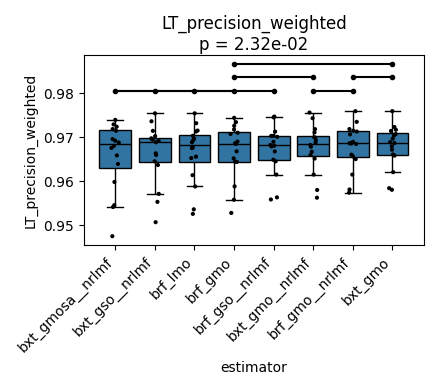 LT_precision_weighted
p = 2.32e-02
LT_precision_weighted
0.98
0.97
0.96
0.95
bxt_gmosa__nrlmf
bxt_gso__nrlmf
brf_lmo
brf_gmo
brf_gso__nrlmf
bxt_gmo__nrlmf
brf_gmo__nrlmf
bxt_gmo
estimator